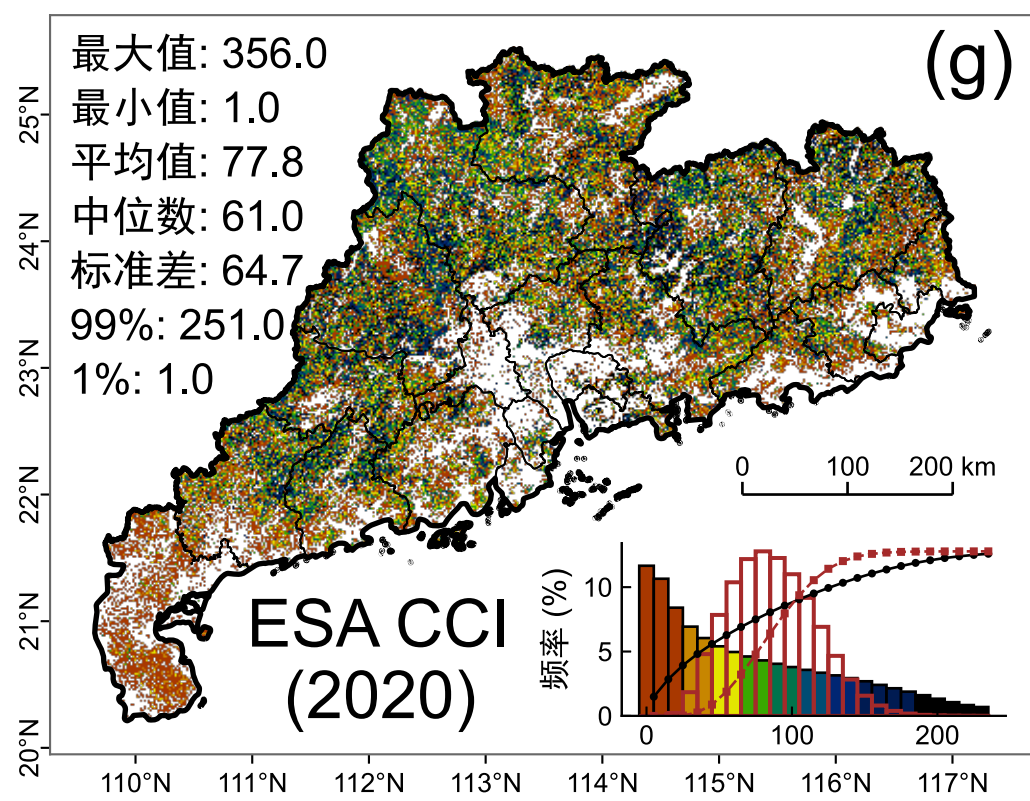 (g)
最大值: 356.0
最小值: 1.0
平均值: 77.8
中位数: 61.0
标准差: 64.7
99%: 251.0
1%: 1.0
25°N
24°N
23°N
22°N
21°N
20°N
0 100 200 km
ESA CCI
(2020)
频率 (%)
10
5
0
0 100 200
110°N 111°N 112°N 113°N 114°N 115°N 116°N 117°N